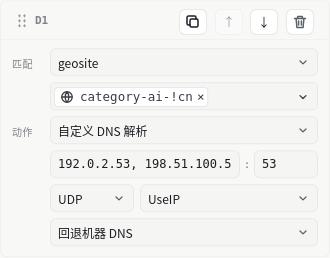 D1
匹配 geosite
category-ai-!cn ×
动作 自定义 DNS 解析
192.0.2.53, 198.51.100.5 : 53
UDP UseIP
回退机器 DNS